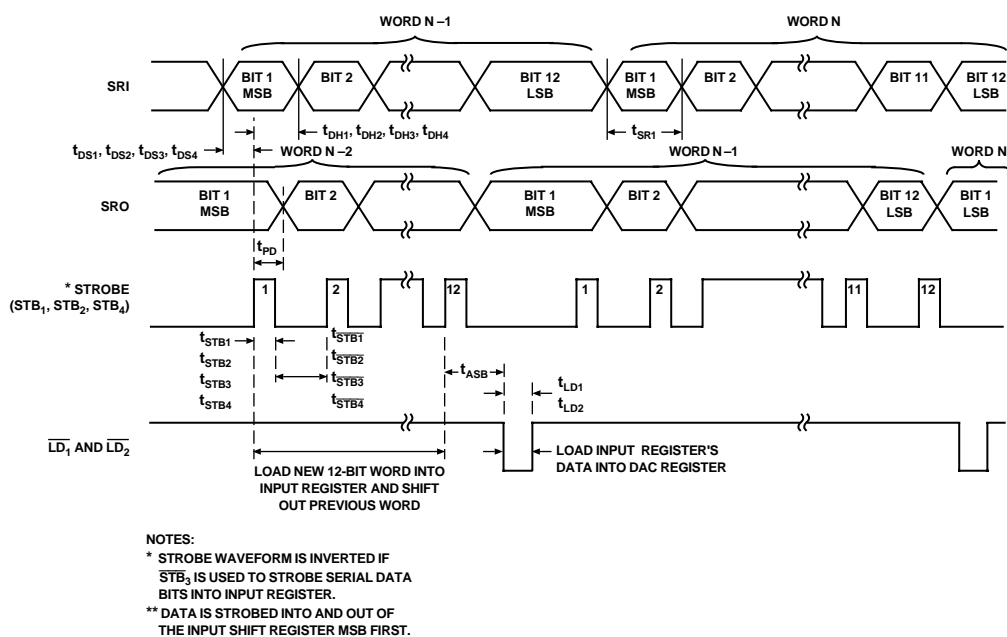 WORD N –1
WORD N
SRI
BIT 1
MSB
BIT 2
BIT 12
LSB
BIT 1
MSB
BIT 2
BIT 11
BIT 12
LSB
tDS1, tDS2, tDS3, tDS4
tDH1, tDH2, tDH3, tDH4
tSR1
WORD N–2
WORD N–1
WORD N
SRO
BIT 1
MSB
BIT 2
BIT 1
MSB
BIT 2
BIT 12
LSB
BIT 1
LSB
tPD
* STROBE
(STB1, STB2, STB4)
1
2
12
1
2
11
12
tSTB1
tSTB2
tSTB3
tSTB4
tSTB1
tSTB2
tSTB3
tSTB4
tASB
tLD1
tLD2
LD1 AND LD2
LOAD NEW 12-BIT WORD INTO
INPUT REGISTER AND SHIFT
OUT PREVIOUS WORD
LOAD INPUT REGISTER'S
DATA INTO DAC REGISTER
NOTES:
* STROBE WAVEFORM IS INVERTED IF
STB3 IS USED TO STROBE SERIAL DATA
BITS INTO INPUT REGISTER.
** DATA IS STROBED INTO AND OUT OF
THE INPUT SHIFT REGISTER MSB FIRST.